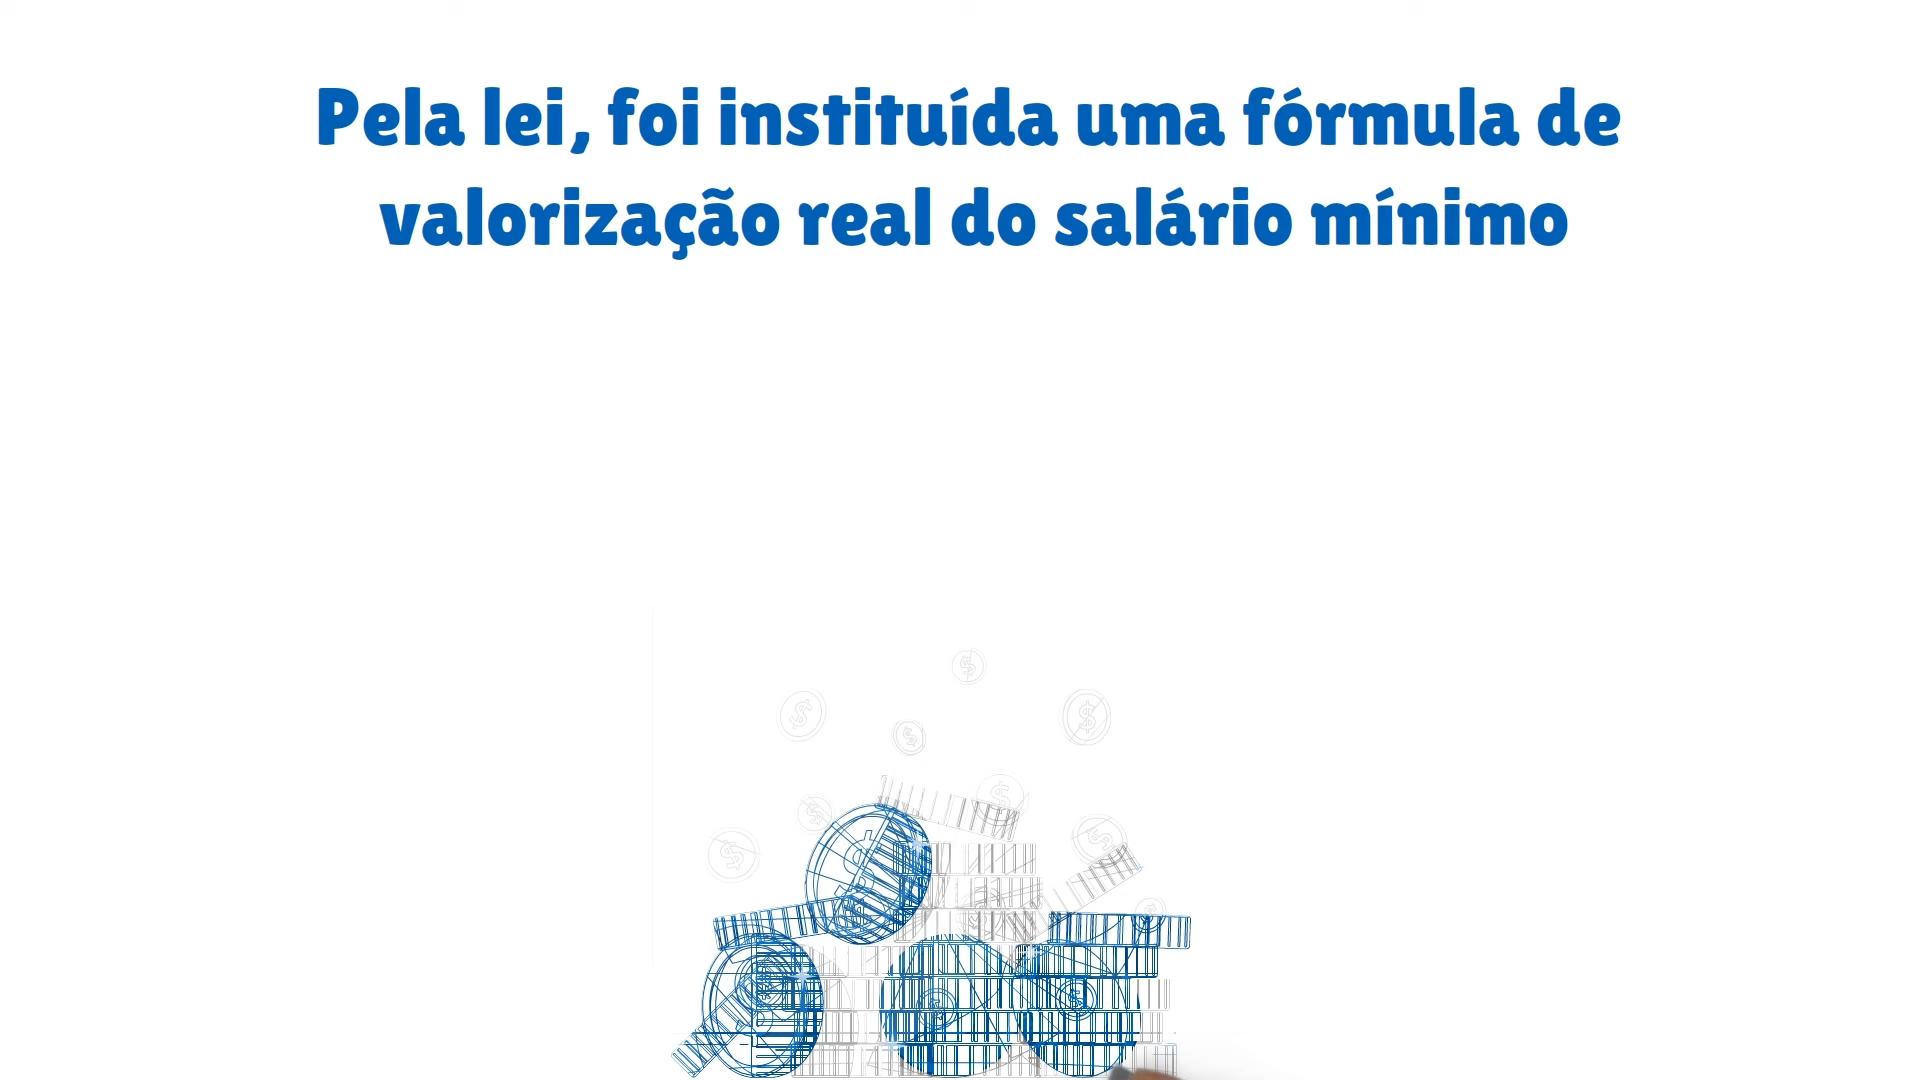 Pela lei, foi instituída uma fórmula de
valorização real do salário mínimo